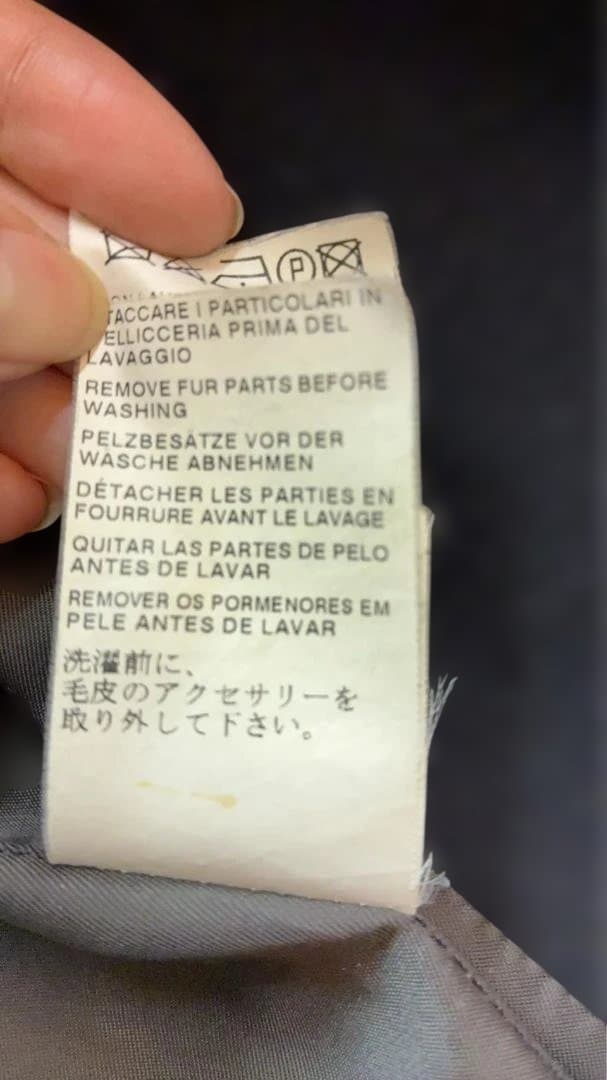 TACCARE I PARTICOLARI IN
ELLICCERIA PRIMA DEL
LAVAGGIO
REMOVE FUR PARTS BEFORE
WASHING
PELZBESÄTZE VOR DER
WÄSCHE ABNEHMEN
DÉTACHER LES PARTIES EN
FOURRURE AVANT LE LAVAGE
QUITAR LAS PARTES DE PELO
ANTES DE LAVAR
REMOVER OS PORMENORES EM
PELE ANTES DE LAVAR
洗濯前に、
毛皮のアクセサリーを
取り外して下さい。